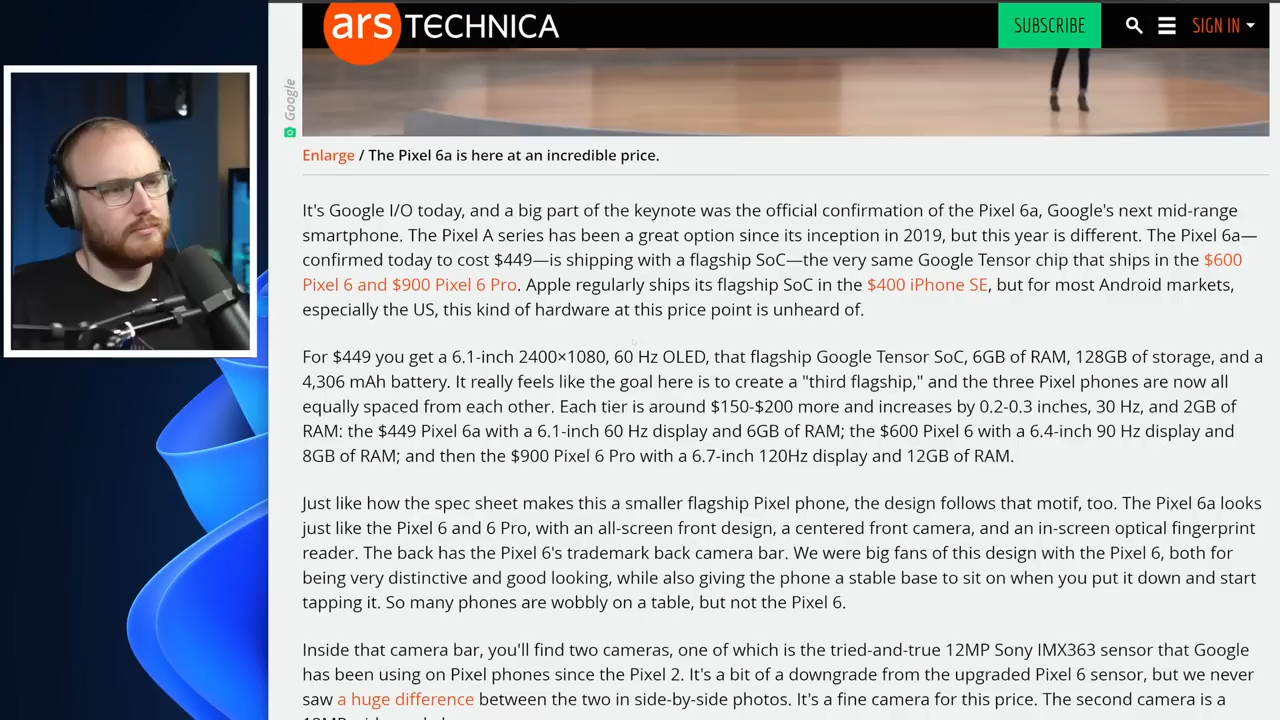 ars TECHNICA
SUBSCRIBE
SIGN IN
Google
Enlarge / The Pixel 6a is here at an incredible price.
It's Google I/O today, and a big part of the keynote was the official confirmation of the Pixel 6a, Google's next mid-range
smartphone. The Pixel A series has been a great option since its inception in 2019, but this year is different. The Pixel 6a—
confirmed today to cost $449—is shipping with a flagship SoC—the very same Google Tensor chip that ships in the $600
Pixel 6 and $900 Pixel 6 Pro. Apple regularly ships its flagship SoC in the $400 iPhone SE, but for most Android markets,
especially the US, this kind of hardware at this price point is unheard of.
For $449 you get a 6.1-inch 2400×1080, 60 Hz OLED, that flagship Google Tensor SoC, 6GB of RAM, 128GB of storage, and a
4,306 mAh battery. It really feels like the goal here is to create a "third flagship," and the three Pixel phones are now all
equally spaced from each other. Each tier is around $150-$200 more and increases by 0.2-0.3 inches, 30 Hz, and 2GB of
RAM: the $449 Pixel 6a with a 6.1-inch 60 Hz display and 6GB of RAM; the $600 Pixel 6 with a 6.4-inch 90 Hz display and
8GB of RAM; and then the $900 Pixel 6 Pro with a 6.7-inch 120Hz display and 12GB of RAM.
Just like how the spec sheet makes this a smaller flagship Pixel phone, the design follows that motif, too. The Pixel 6a looks
just like the Pixel 6 and 6 Pro, with an all-screen front design, a centered front camera, and an in-screen optical fingerprint
reader. The back has the Pixel 6's trademark back camera bar. We were big fans of this design with the Pixel 6, both for
being very distinctive and good looking, while also giving the phone a stable base to sit on when you put it down and start
tapping it. So many phones are wobbly on a table, but not the Pixel 6.
Inside that camera bar, you'll find two cameras, one of which is the tried-and-true 12MP Sony IMX363 sensor that Google
has been using on Pixel phones since the Pixel 2. It's a bit of a downgrade from the upgraded Pixel 6 sensor, but we never
saw a huge difference between the two in side-by-side photos. It's a fine camera for this price. The second camera is a